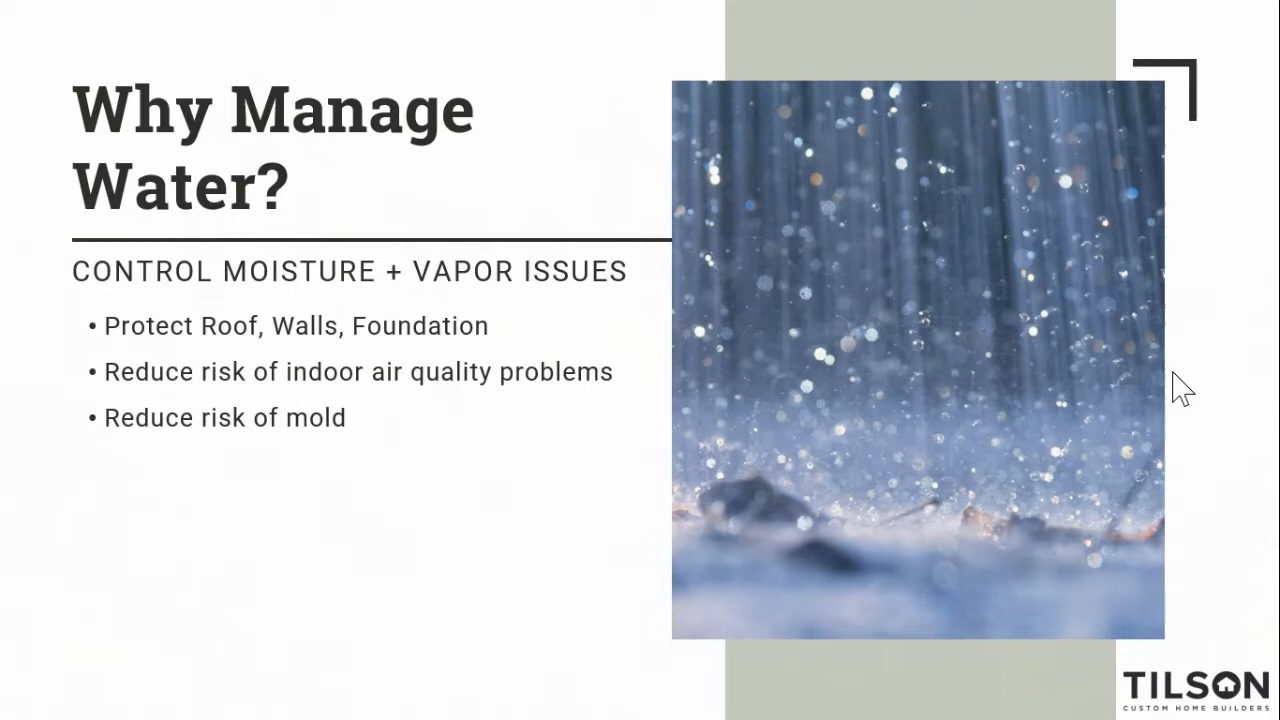 Why Manage
Water?
CONTROL MOISTURE + VAPOR ISSUES
• Protect Roof, Walls, Foundation
• Reduce risk of indoor air quality problems
• Reduce risk of mold
TILSON
CUSTOM HOME BUILDERS